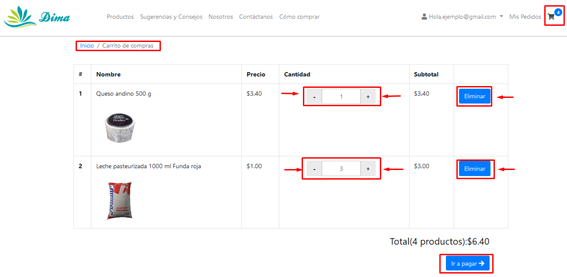 Dima
Productos Sugerencias y Consejos Nosotros Contáctanos Cómo comprar
Hola,ejemplo@gmail.com Mis Pedidos 4
Inicio / Carrito de compras
# Nombre Precio Cantidad Subtotal
1 Queso andino 500 g $3.40 - 1 + $3.40 Eliminar
2 Leche pasteurizada 1000 ml Funda roja $1.00 - 3 + $3.00 Eliminar
Total(4 productos):$6.40
Ir a pagar →